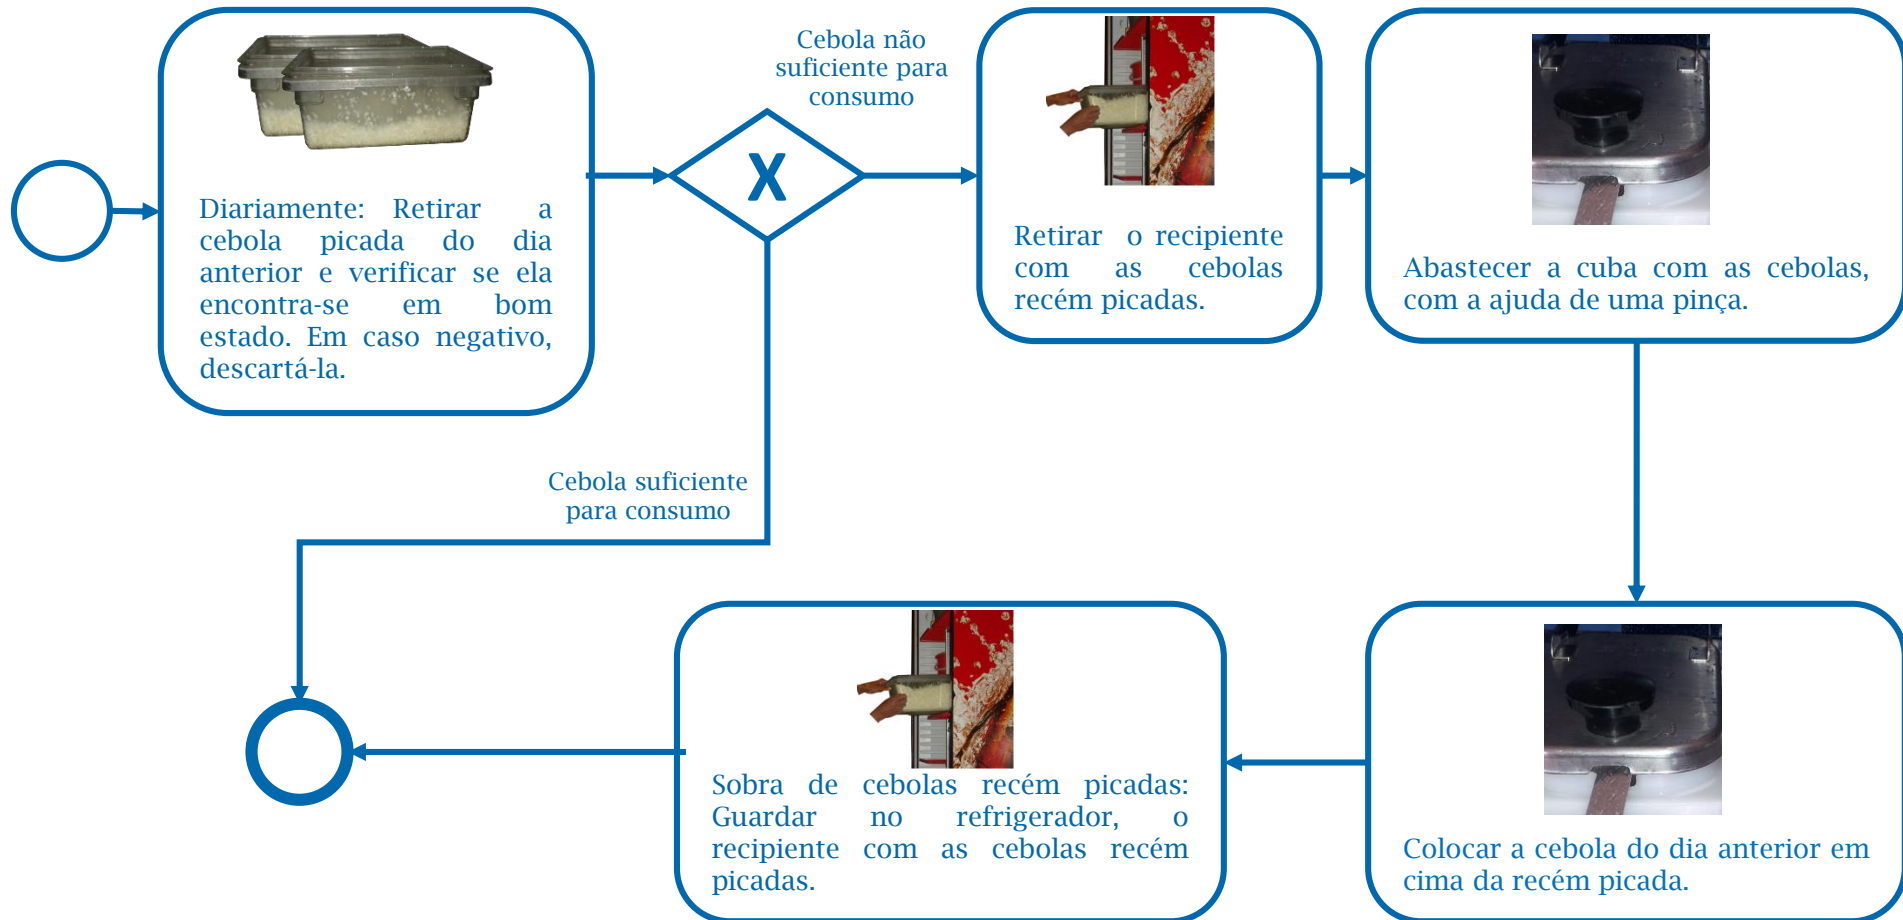 Diariamente: Retirar a
cebola picada do dia
anterior e verificar se ela
encontra-se em bom
estado. Em caso negativo,
descartá-la.
X
Cebola não
suficiente para
consumo
Retirar o recipiente
com as cebolas
recém picadas.
Abastecer a cuba com as cebolas,
com a ajuda de uma pinça.
Cebola suficiente
para consumo
Sobra de cebolas recém picadas:
Guardar no refrigerador, o
recipiente com as cebolas recém
picadas.
Colocar a cebola do dia anterior em
cima da recém picada.